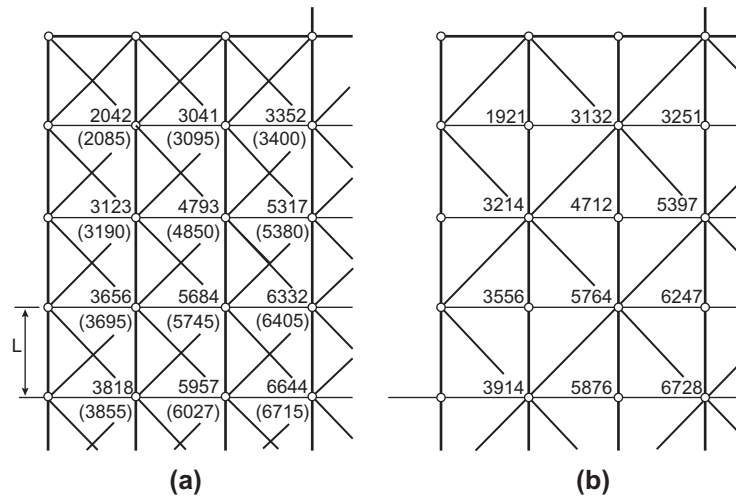 2042 3041 3352
(2085) (3095) (3400)
3123 4793 5317
(3190) (4850) (5380)
3656 5684 6332
(3695) (5745) (6405)
L
3818 5957 6644
(3855) (6027) (6715)
(a)
1921 3132 3251
3214 4712 5397
3556 5764 6247
3914 5876 6728
(b)